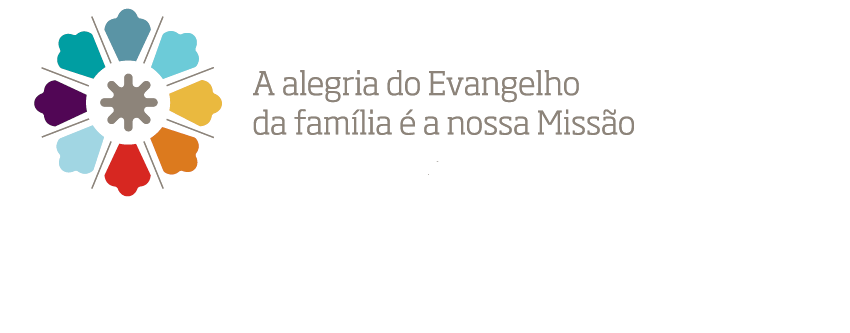 A alegria do Evangelho
da família é a nossa Missão